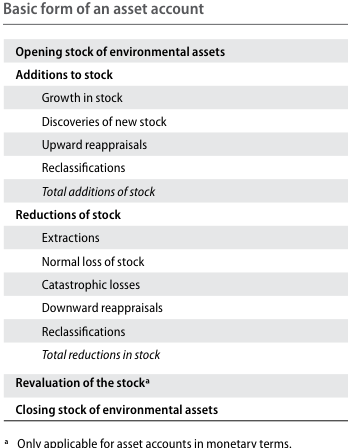 Basic form of an asset account
Opening stock of environmental assets
Additions to stock
Growth in stock
Discoveries of new stock
Upward reappraisals
Reclassifications
Total additions of stock
Reductions of stock
Extractions
Normal loss of stock
Catastrophic losses
Downward reappraisals
Reclassifications
Total reductions in stock
Revaluation of the stockᵃ
Closing stock of environmental assets
ᵃ Only applicable for asset accounts in monetary terms.